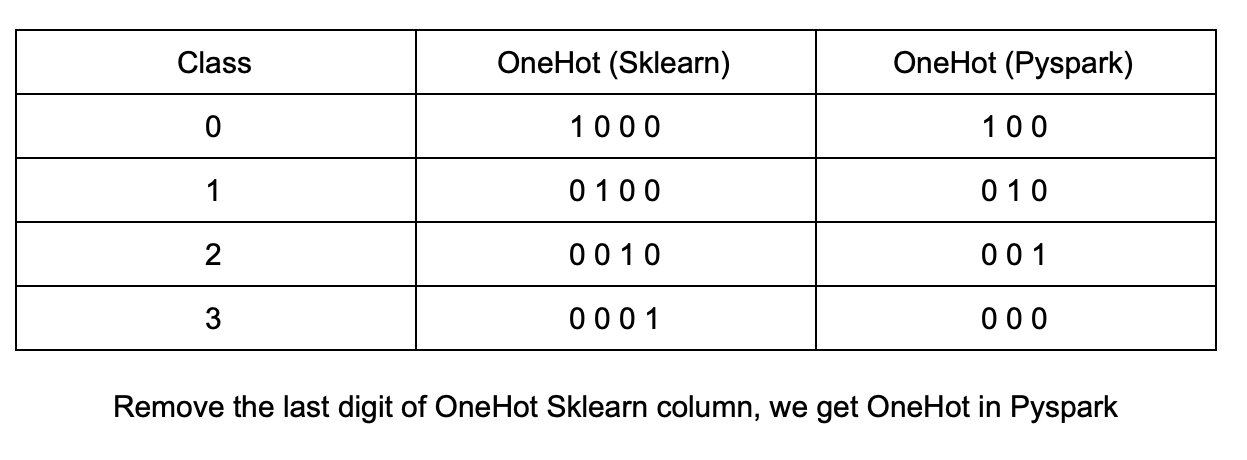 Class OneHot (Sklearn) OneHot (Pyspark)
0 1 0 0 0 1 0 0
1 0 1 0 0 0 1 0
2 0 0 1 0 0 0 1
3 0 0 0 1 0 0 0
Remove the last digit of OneHot Sklearn column, we get OneHot in Pyspark